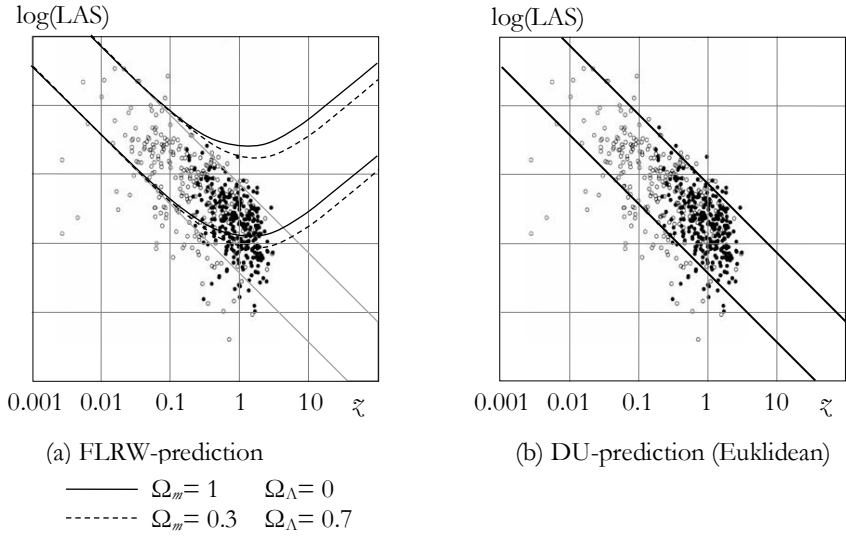 log(LAS)
0.001 0.01 0.1 1 10 z
(a) FLRW-prediction
Ωm= 1 ΩΛ= 0
Ωm= 0.3 ΩΛ= 0.7
log(LAS)
0.001 0.01 0.1 1 10 z
(b) DU-prediction (Euklidean)